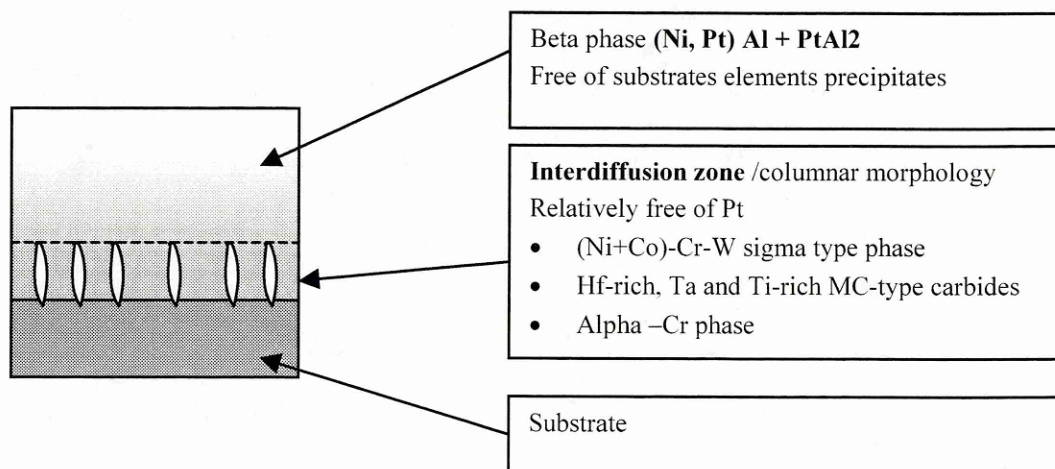 Beta phase (Ni, Pt) Al + PtAl2
Free of substrates elements precipitates
Interdiffusion zone /columnar morphology
Relatively free of Pt
• (Ni+Co)-Cr-W sigma type phase
• Hf-rich, Ta and Ti-rich MC-type carbides
• Alpha –Cr phase
Substrate